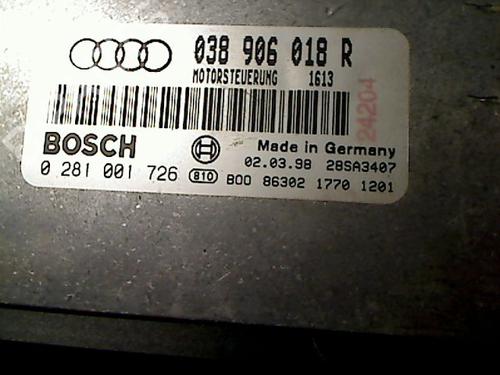 038 906 018 R
MOTORSTEUERUNG 1613
24204
BOSCH
Made in Germany
02.03.98 28SA3407
0 281 001 726 810 B00 86302 1770 1201